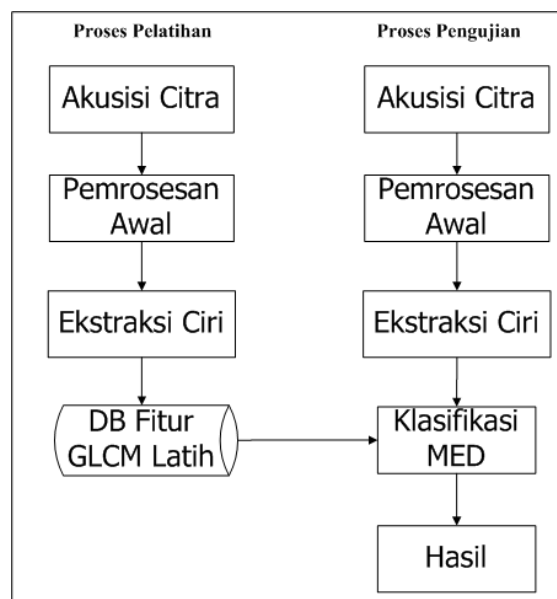 Proses Pelatihan
Akusisi Citra
Pemrosesan
Awal
Ekstraksi Ciri
DB Fitur
GLCM Latih
Proses Pengujian
Akusisi Citra
Pemrosesan
Awal
Ekstraksi Ciri
Klasifikasi
MED
Hasil